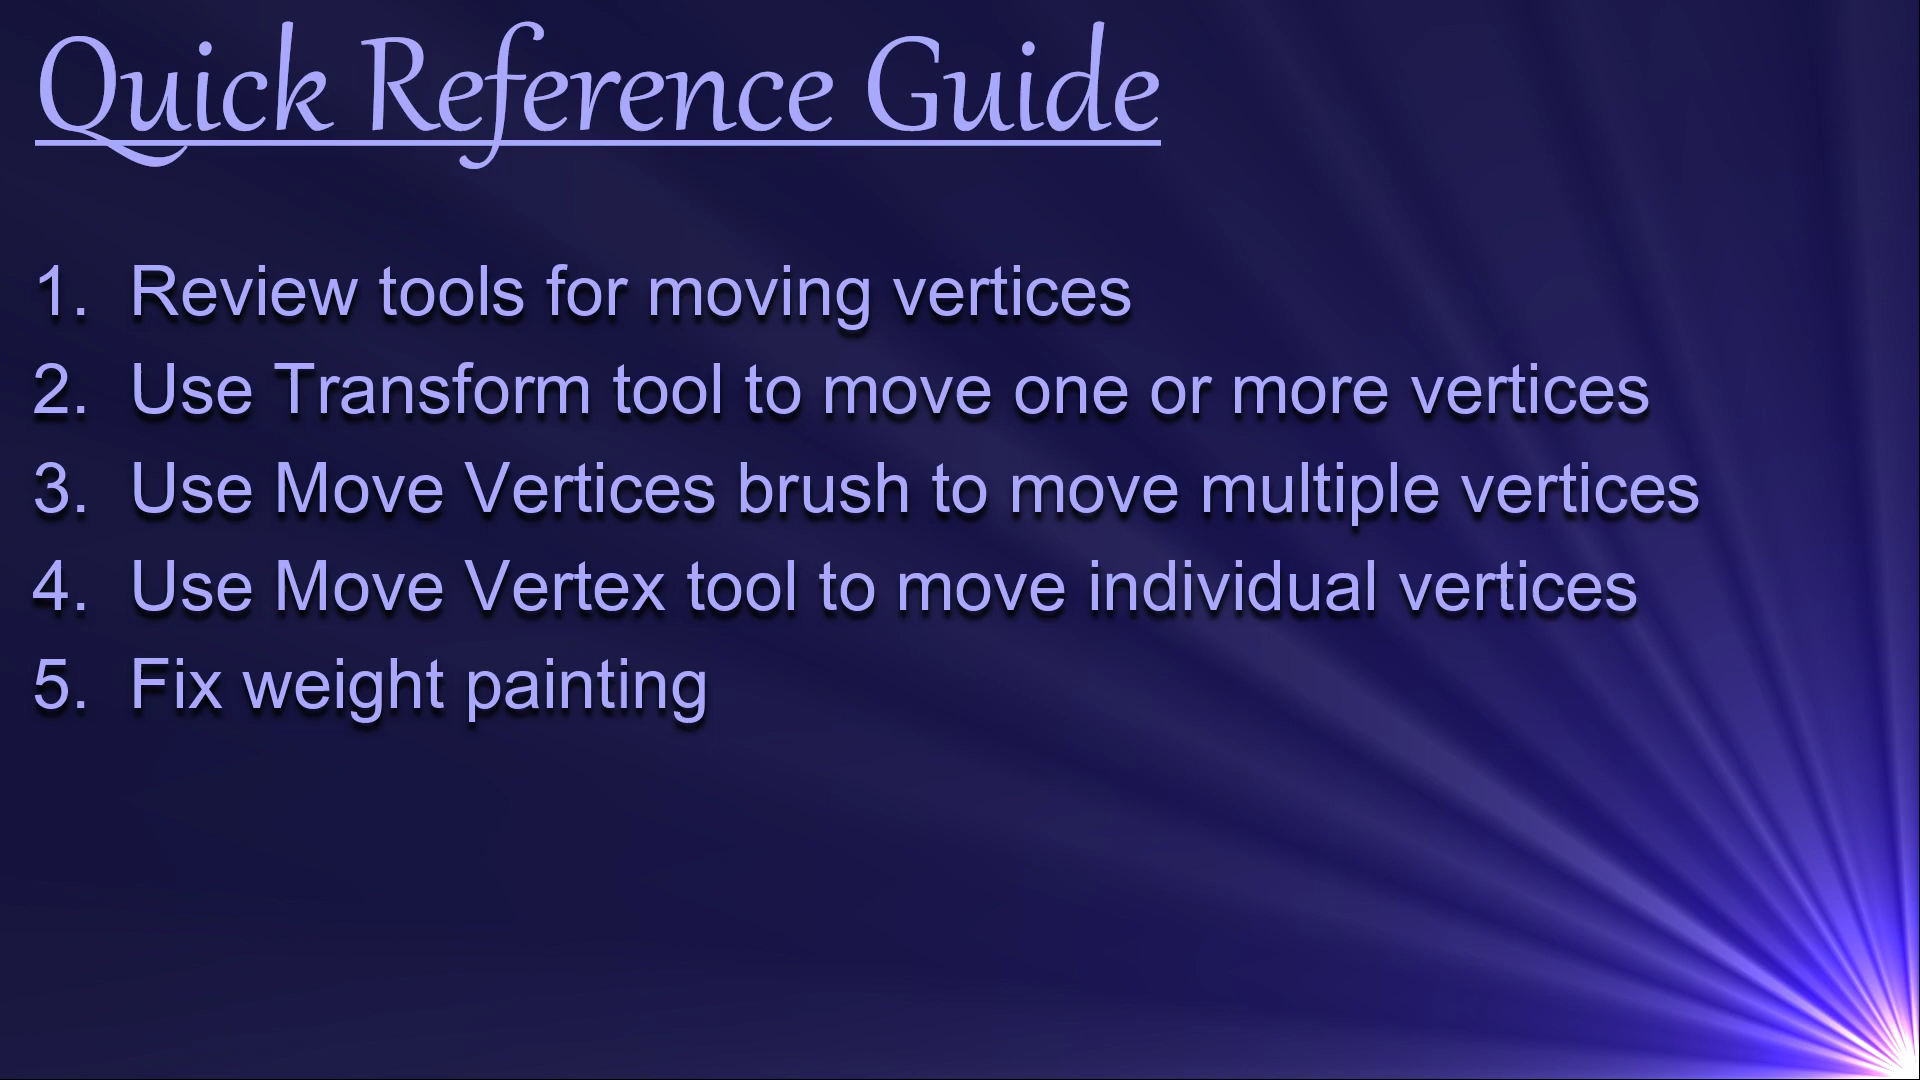 Quick Reference Guide
1. Review tools for moving vertices
2. Use Transform tool to move one or more vertices
3. Use Move Vertices brush to move multiple vertices
4. Use Move Vertex tool to move individual vertices
5. Fix weight painting